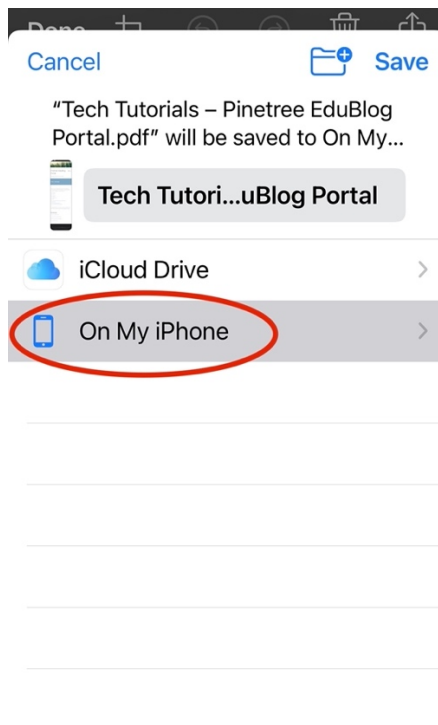 Done
Cancel
Save
“Tech Tutorials – Pinetree EduBlog
Portal.pdf” will be saved to On My...
Tech Tutori...uBlog Portal
iCloud Drive
On My iPhone